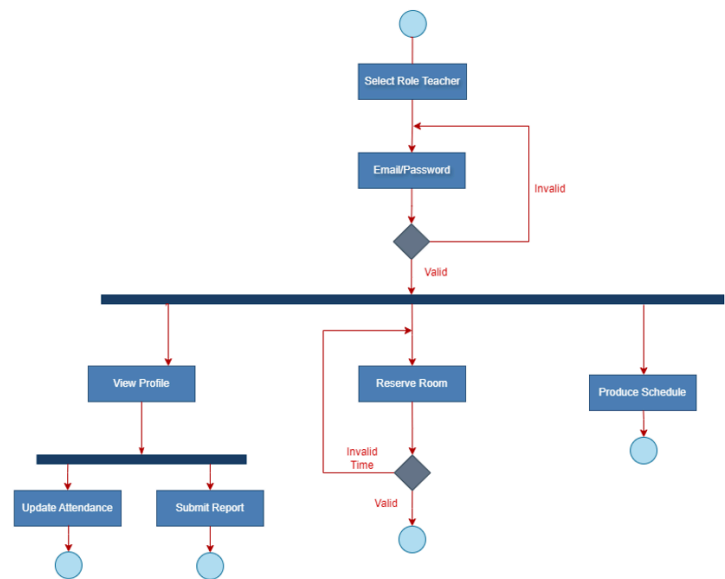 Select Role Teacher
Email/Password
Invalid
Valid
View Profile
Reserve Room
Produce Schedule
Invalid
Time
Update Attendance
Submit Report
Valid